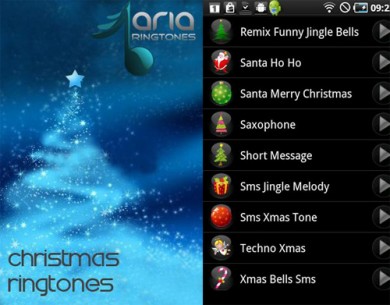 aria
RINGTONES
christmas
ringtones
09:2
Remix Funny Jingle Bells
Santa Ho Ho
Santa Merry Christmas
Saxophone
Short Message
Sms Jingle Melody
Sms Xmas Tone
Techno Xmas
Xmas Bells Sms